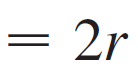 = 2r